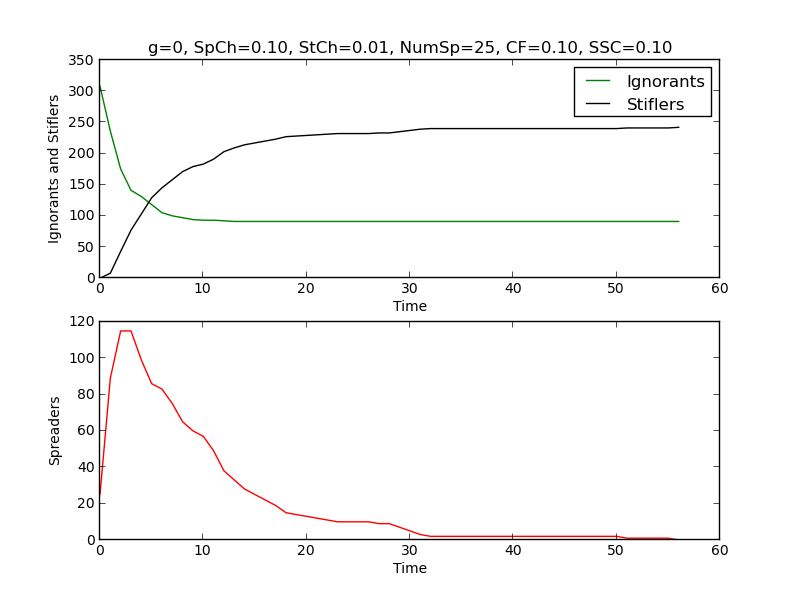 g=0, SpCh=0.10, StCh=0.01, NumSp=25, CF=0.10, SSC=0.10
Ignorants and Stiflers
350
300
250
200
150
100
50
0
Ignorants
Stiflers
0 10 20 30 40 50 60
Time
Spreaders
120
100
80
60
40
20
0
0 10 20 30 40 50 60
Time